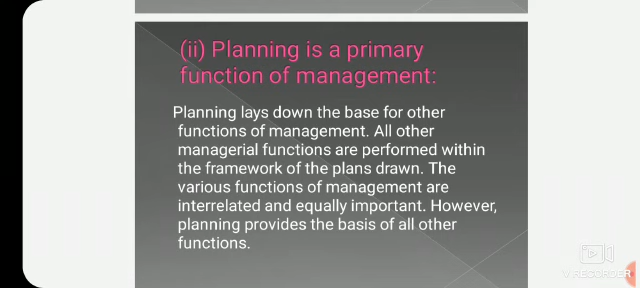 (ii) Planning is a primary
function of management:
Planning lays down the base for other
functions of management. All other
managerial functions are performed within
the framework of the plans drawn. The
various functions of management are
interrelated and equally important. However,
planning provides the basis of all other
functions.
V RECORDER